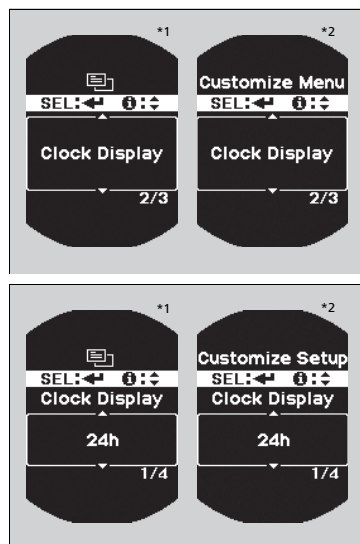 *1
SEL:↵ ℹ:⬍
Clock Display
2/3
*2
Customize Menu
SEL:↵ ℹ:⬍
Clock Display
2/3
*1
SEL:↵ ℹ:⬍
Clock Display
24h
1/4
*2
Customize Setup
SEL:↵ ℹ:⬍
Clock Display
24h
1/4